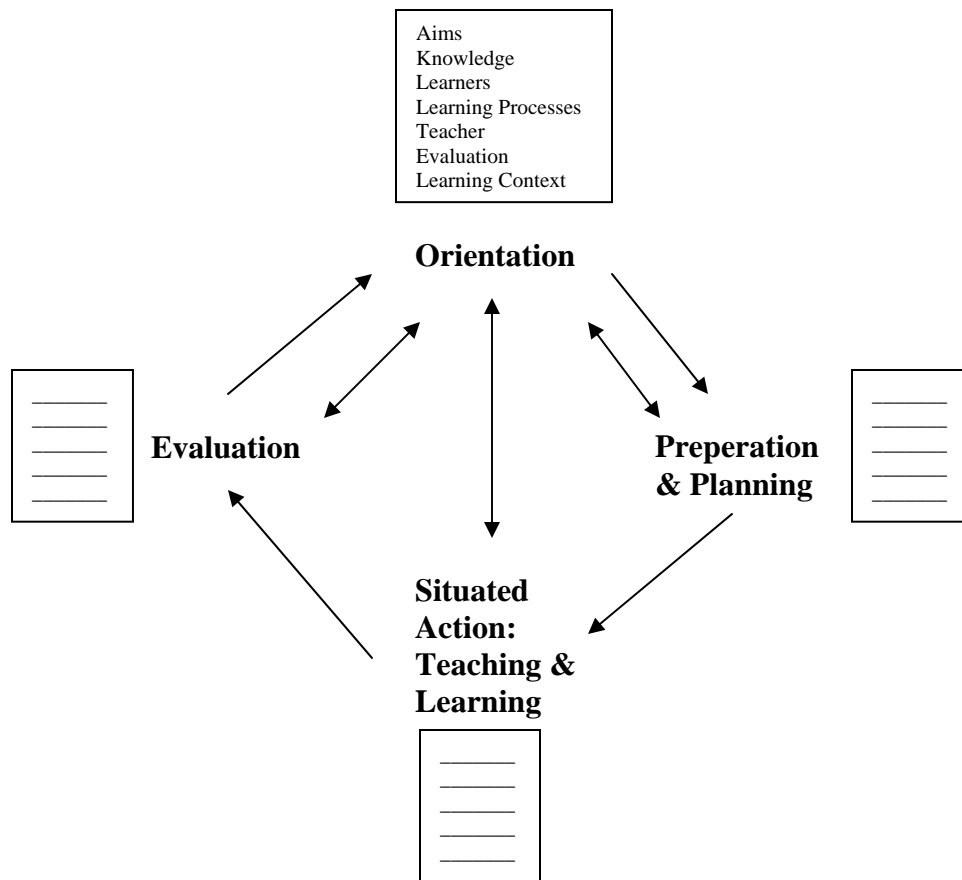 Aims
Knowledge
Learners
Learning Processes
Teacher
Evaluation
Learning Context
Orientation
Evaluation
Preperation
& Planning
Situated
Action:
Teaching &
Learning